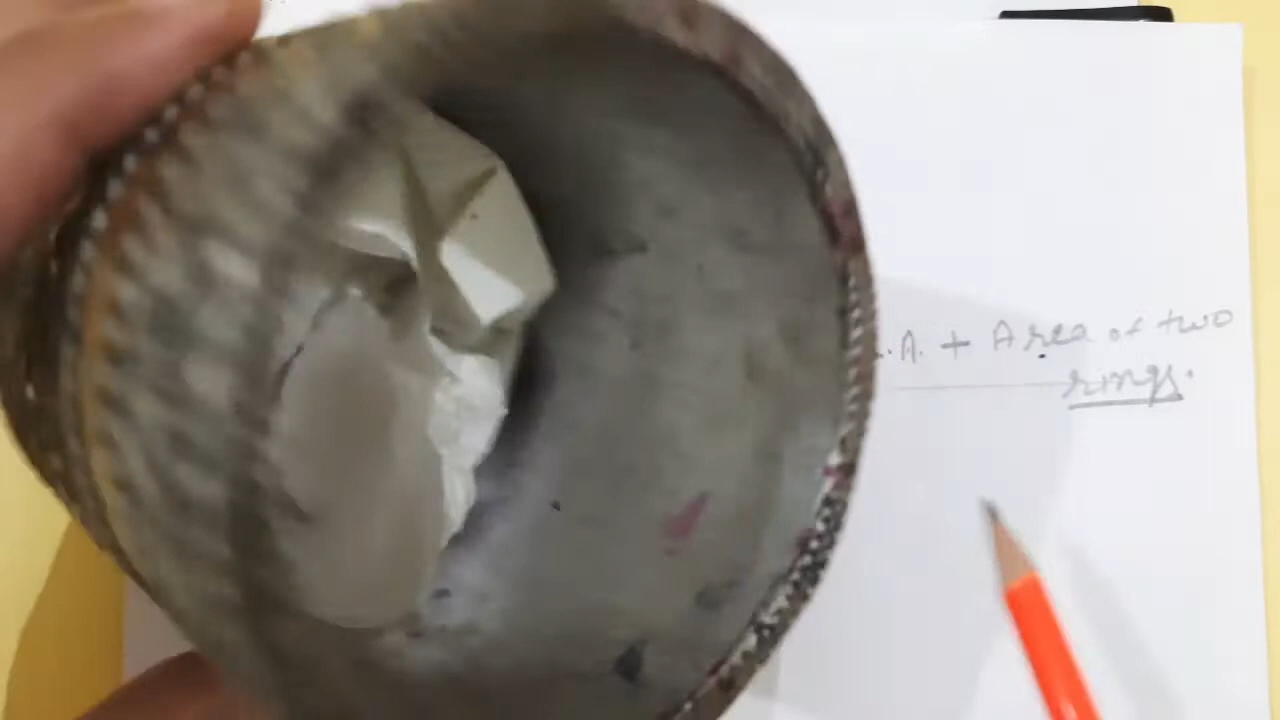 .A. + Area of two
rings.